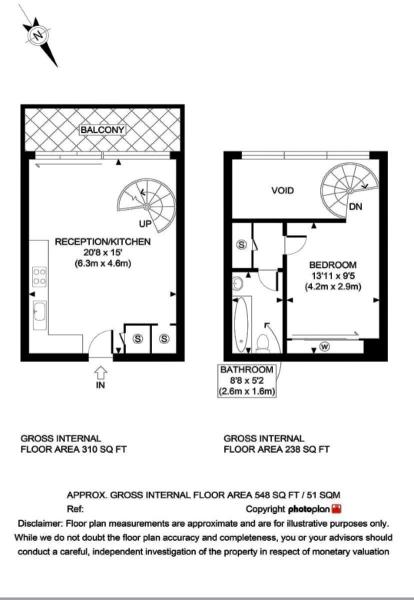 N
BALCONY
UP
RECEPTION/KITCHEN
20'8 x 15'
(6.3m x 4.6m)
S
S
IN
VOID
DN
S
BEDROOM
13'11 x 9'5
(4.2m x 2.9m)
W
BATHROOM
8'8 x 5'2
(2.6m x 1.6m)
GROSS INTERNAL
FLOOR AREA 310 SQ FT
GROSS INTERNAL
FLOOR AREA 238 SQ FT
APPROX. GROSS INTERNAL FLOOR AREA 548 SQ FT / 51 SQM
Ref:
Copyright photoplan
Disclaimer: Floor plan measurements are approximate and are for illustrative purposes only.
While we do not doubt the floor plan accuracy and completeness, you or your advisors should
conduct a careful, independent investigation of the property in respect of monetary valuation